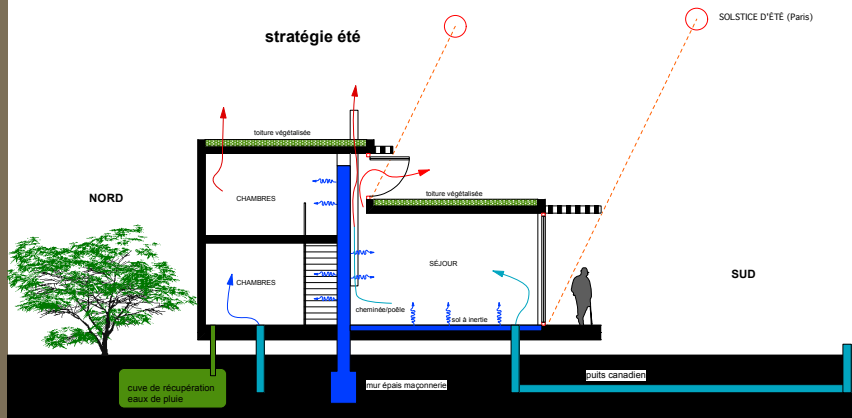 stratégie été
SOLSTICE D'ÉTÉ (Paris)
toiture végétalisée
NORD
CHAMBRES
toiture végétalisée
SÉJOUR
SUD
CHAMBRES
cheminée/poêle
sol à inertie
cuve de récupération
eaux de pluie
mur épais maçonnerie
puits canadien